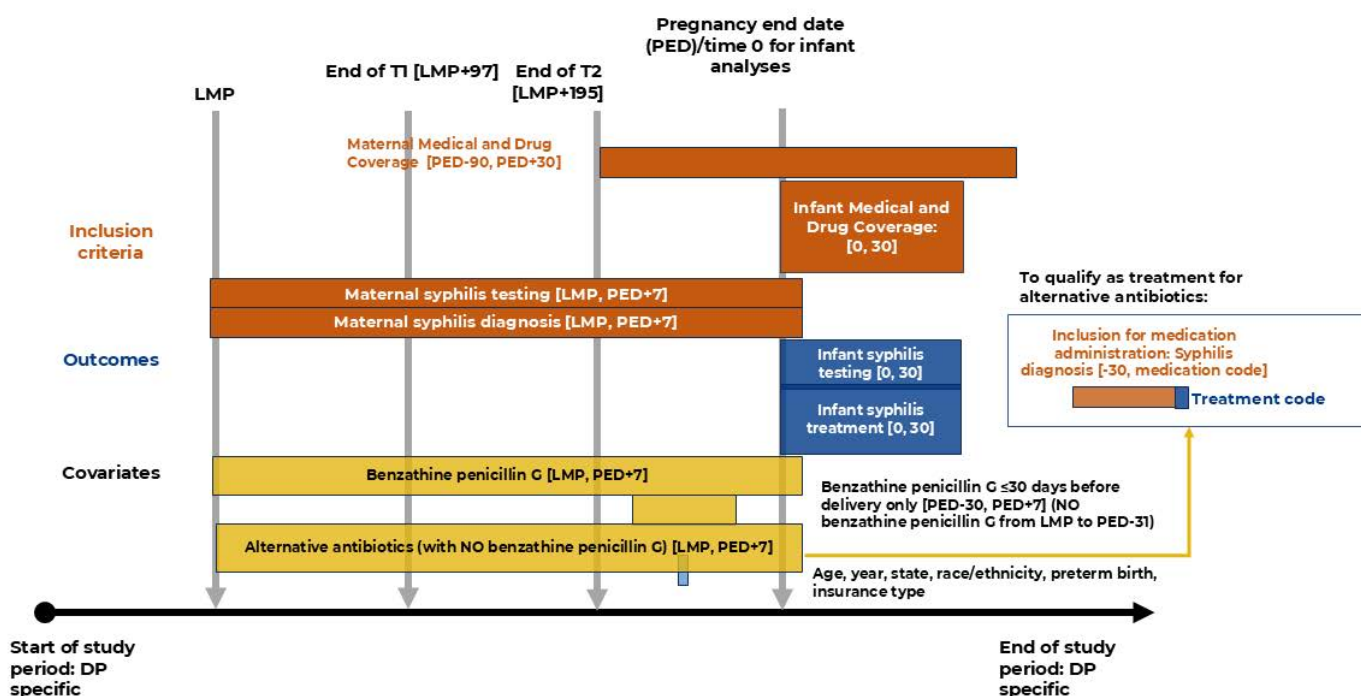 Pregnancy end date
(PED)/time 0 for infant
analyses
End of T1 [LMP+97]
End of T2
[LMP+195]
LMP
Maternal Medical and Drug
Coverage [PED-90, PED+30]
Infant Medical and
Drug Coverage:
[0, 30]
Inclusion
criteria
Maternal syphilis testing [LMP, PED+7]
Maternal syphilis diagnosis [LMP, PED+7]
To qualify as treatment for
alternative antibiotics:
Inclusion for medication
administration: Syphilis
diagnosis [-30, medication code]
Treatment code
Outcomes
Infant syphilis
testing [0, 30]
Infant syphilis
treatment [0, 30]
Covariates
Benzathine penicillin G [LMP, PED+7]
Benzathine penicillin G ≤30 days before
delivery only [PED-30, PED+7] (NO
benzathine penicillin G from LMP to PED-31)
Alternative antibiotics (with NO benzathine penicillin G) [LMP, PED+7]
Age, year, state, race/ethnicity, preterm birth,
insurance type
Start of study
period: DP
specific
End of study
period: DP
specific